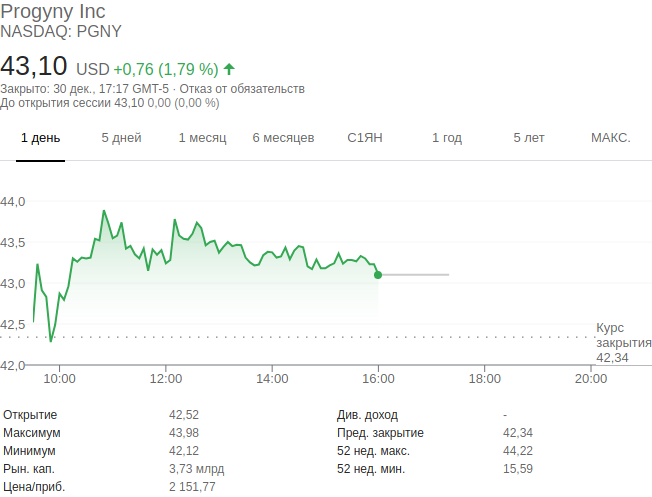 Progyny Inc
NASDAQ: PGNY
43,10 USD +0,76 (1,79 %)
Закрыто: 30 дек., 17:17 GMT-5 · Отказ от обязательств
До открытия сессии 43,10 0,00 (0,00 %)
1 день 5 дней 1 месяц 6 месяцев С1ЯН 1 год 5 лет МАКС.
44,0
43,5
43,0
42,5
Курс
закрытия
42,34
42,0
10:00 12:00 14:00 16:00 18:00 20:00
Открытие 42,52 Див. доход -
Максимум 43,98 Пред. закрытие 42,34
Минимум 42,12 52 нед. макс. 44,22
Рын. кап. 3,73 млрд 52 нед. мин. 15,59
Цена/приб. 2 151,77